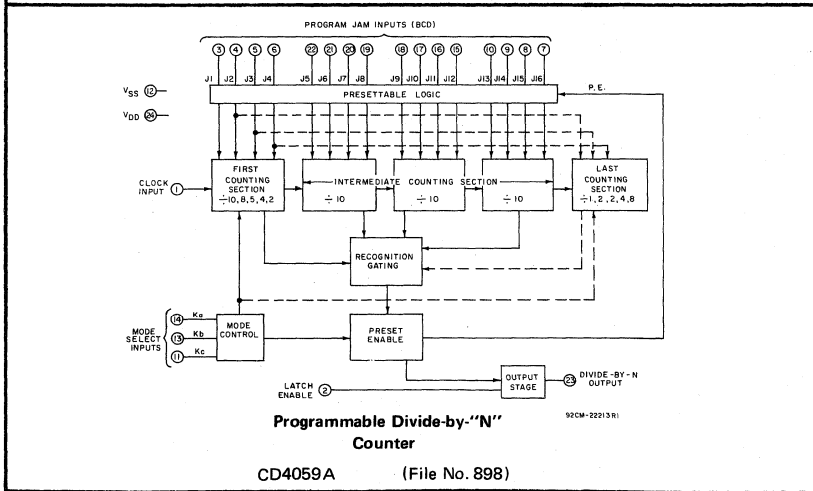 PROGRAM JAM INPUTS (BCD)
3 4 5 6 22 21 20 19 18 17 16 15 10 9 8 7
J1 J2 J3 J4 J5 J6 J7 J8 J9 J10 J11 J12 J13 J14 J15 J16
P.E.
VSS 12
PRESETTABLE LOGIC
VDD 24
CLOCK INPUT 1
FIRST COUNTING SECTION ÷10,8,5,4,2
INTERMEDIATE COUNTING SECTION
÷10 ÷10 ÷10
LAST COUNTING SECTION ÷1,2,2,4,8
RECOGNITION GATING
MODE SELECT INPUTS
14 Ka
13 Kb
11 Kc
MODE CONTROL
PRESET ENABLE
LATCH ENABLE 2
OUTPUT STAGE
23 DIVIDE-BY-N OUTPUT
92CM-22213R1
Programmable Divide-by-"N"
Counter
CD4059A (File No. 898)